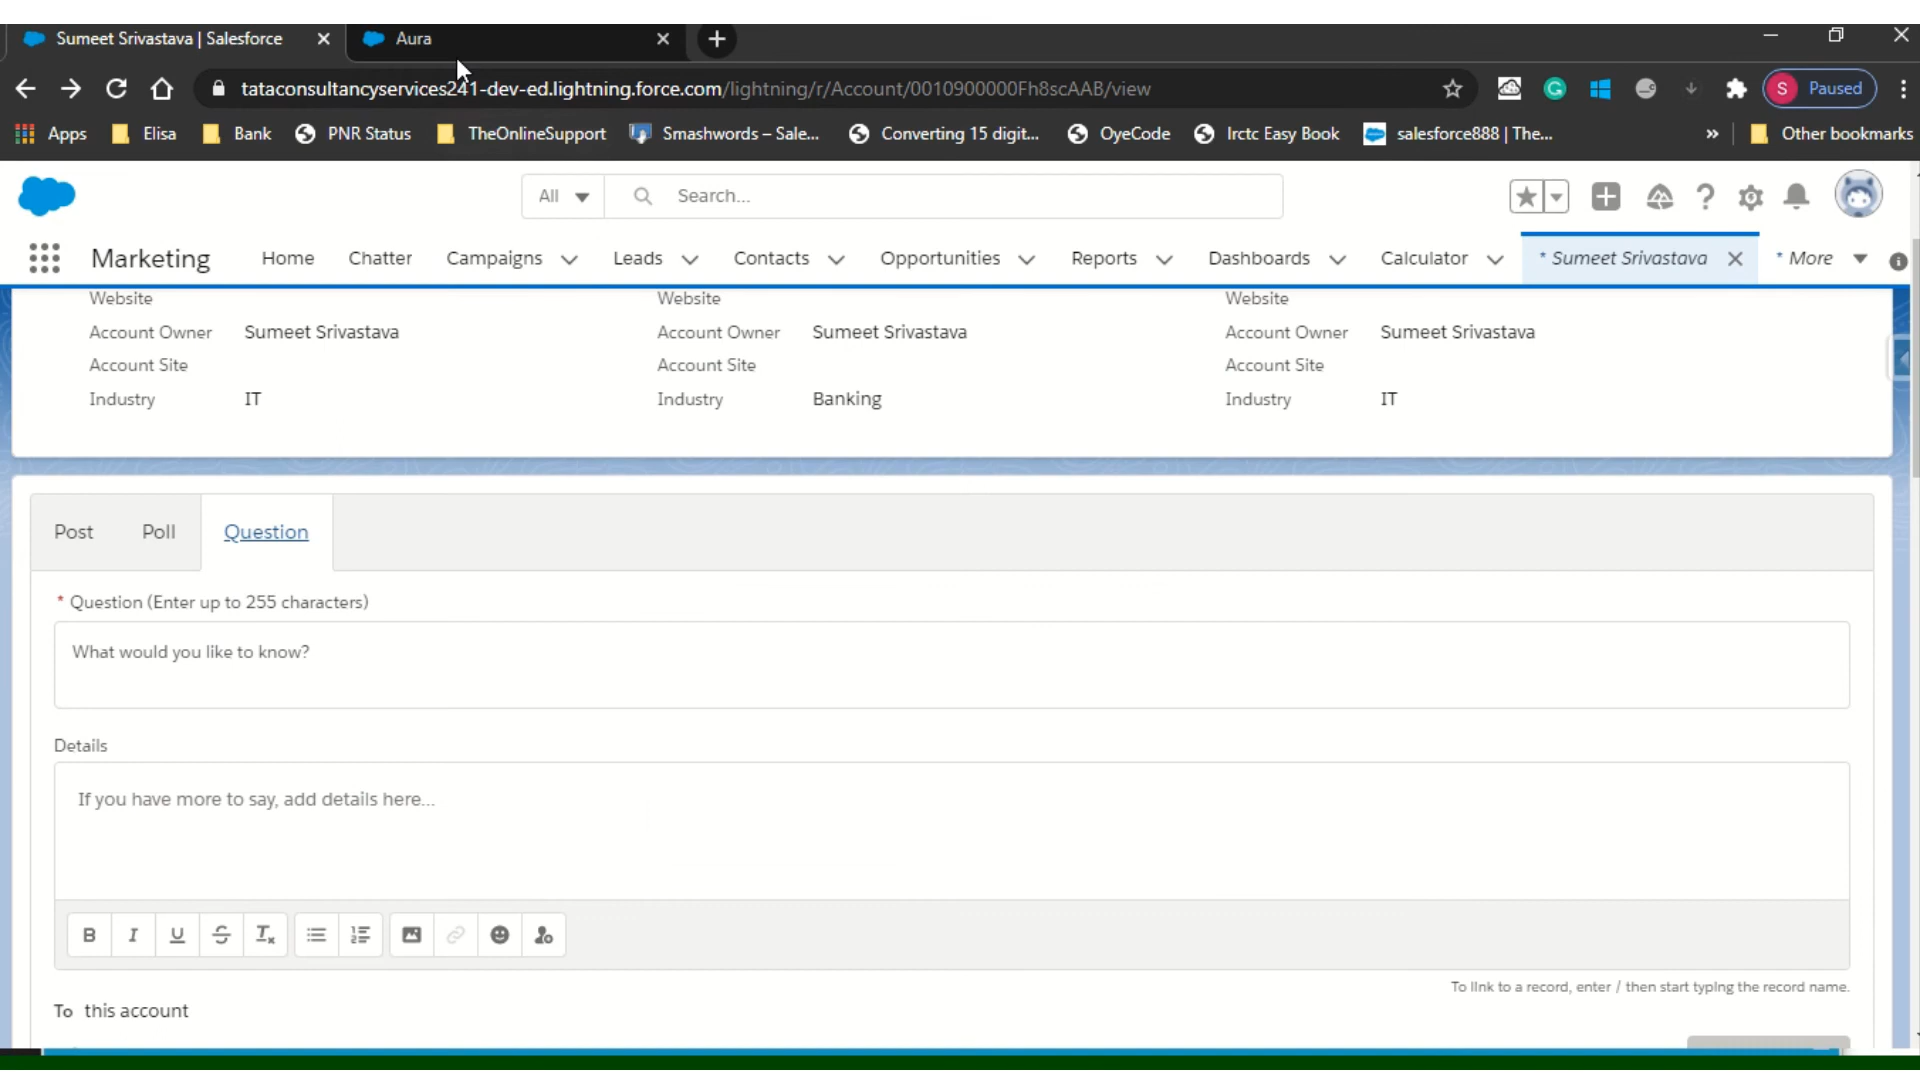 Sumeet Srivastava | Salesforce
Aura
tataconsultancyservices241-dev-ed.lightning.force.com/lightning/r/Account/0010900000Fh8scAAB/view
S Paused
Apps Elisa Bank PNR Status TheOnlineSupport Smashwords – Sale... Converting 15 digit... OyeCode Irctc Easy Book salesforce888 | The... » Other bookmarks
All Search...
Marketing Home Chatter Campaigns Leads Contacts Opportunities Reports Dashboards Calculator * Sumeet Srivastava * More
Website Website Website
Account Owner Sumeet Srivastava Account Owner Sumeet Srivastava Account Owner Sumeet Srivastava
Account Site Account Site Account Site
Industry IT Industry Banking Industry IT
Post Poll Question
* Question (Enter up to 255 characters)
What would you like to know?
Details
If you have more to say, add details here...
B I U S Tx
To link to a record, enter / then start typing the record name.
To this account